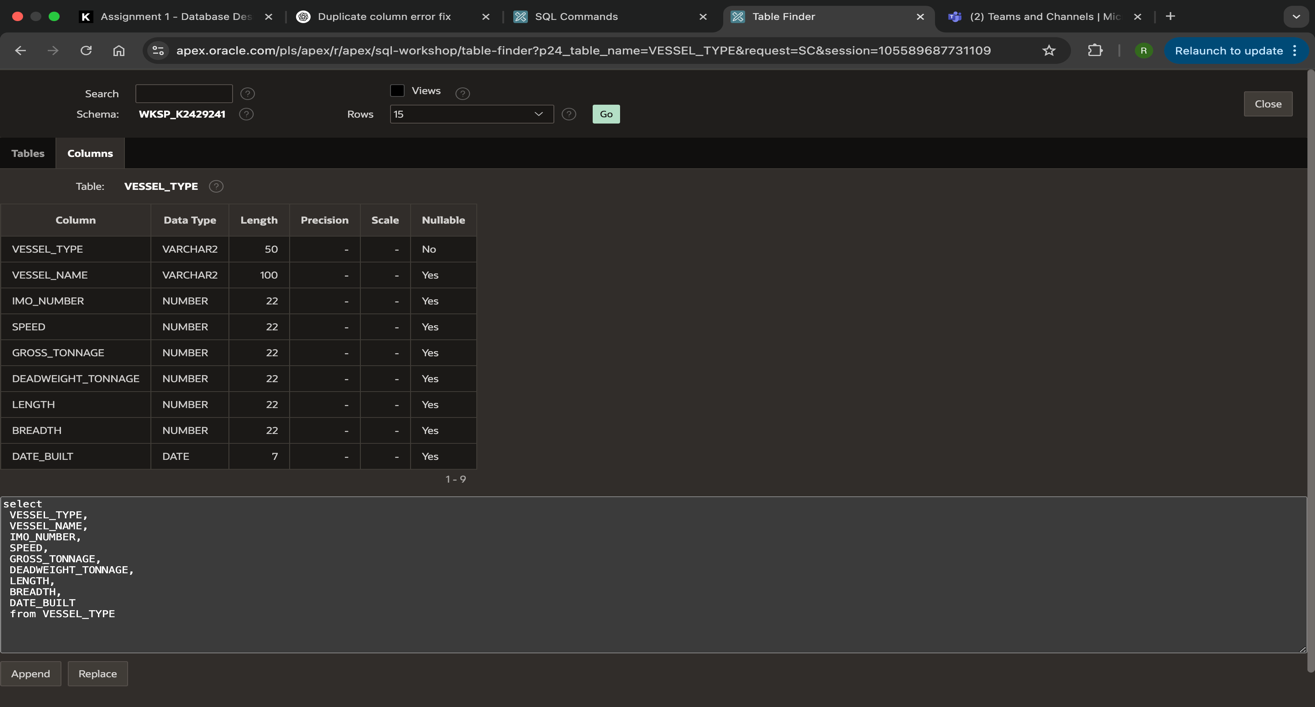 Assignment 1 - Database Des
Duplicate column error fix
SQL Commands
Table Finder
(2) Teams and Channels | Mic
apex.oracle.com/pls/apex/r/apex/sql-workshop/table-finder?p24_table_name=VESSEL_TYPE&request=SC&session=105589687731109
R
Relaunch to update
Search
Views
Schema: WKSP_K2429241
Rows 15
Go
Close
Tables Columns
Table: VESSEL_TYPE
Column Data Type Length Precision Scale Nullable
VESSEL_TYPE VARCHAR2 50 - - No
VESSEL_NAME VARCHAR2 100 - - Yes
IMO_NUMBER NUMBER 22 - - Yes
SPEED NUMBER 22 - - Yes
GROSS_TONNAGE NUMBER 22 - - Yes
DEADWEIGHT_TONNAGE NUMBER 22 - - Yes
LENGTH NUMBER 22 - - Yes
BREADTH NUMBER 22 - - Yes
DATE_BUILT DATE 7 - - Yes
1 - 9
select
VESSEL_TYPE,
VESSEL_NAME,
IMO_NUMBER,
SPEED,
GROSS_TONNAGE,
DEADWEIGHT_TONNAGE,
LENGTH,
BREADTH,
DATE_BUILT
from VESSEL_TYPE
Append Replace